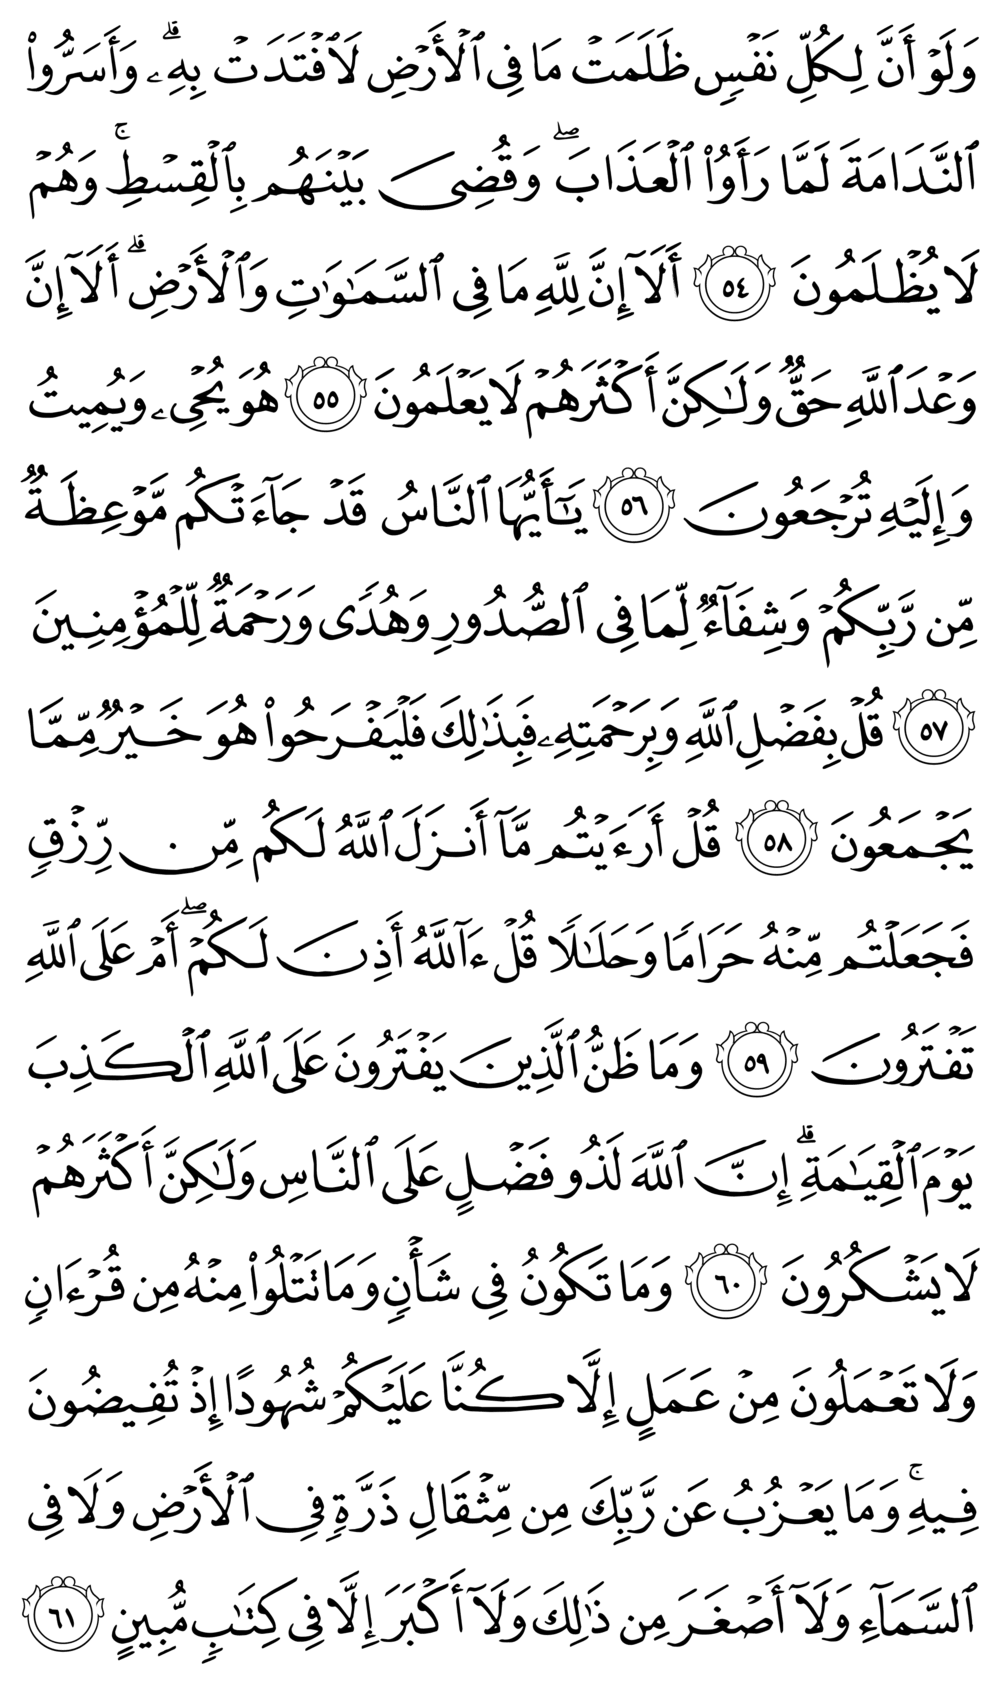 وَلَوۡ أَنَّ لِكُلِّ نَفۡسٖ ظَلَمَتۡ مَا فِي ٱلۡأَرۡضِ لَٱفۡتَدَتۡ بِهِۦۗ وَأَسَرُّواْ
ٱلنَّدَامَةَ لَمَّا رَأَوُاْ ٱلۡعَذَابَۖ وَقُضِيَ بَيۡنَهُم بِٱلۡقِسۡطِۚ وَهُمۡ
لَا يُظۡلَمُونَ ٥٤ أَلَآ إِنَّ لِلَّهِ مَا فِي ٱلسَّمَٰوَٰتِ وَٱلۡأَرۡضِۗ أَلَآ إِنَّ
وَعۡدَ ٱللَّهِ حَقّٞ وَلَٰكِنَّ أَكۡثَرَهُمۡ لَا يَعۡلَمُونَ ٥٥ هُوَ يُحۡيِۦ وَيُمِيتُ
وَإِلَيۡهِ تُرۡجَعُونَ ٥٦ يَٰٓأَيُّهَا ٱلنَّاسُ قَدۡ جَآءَتۡكُم مَّوۡعِظَةٞ
مِّن رَّبِّكُمۡ وَشِفَآءٞ لِّمَا فِي ٱلصُّدُورِ وَهُدٗى وَرَحۡمَةٞ لِّلۡمُؤۡمِنِينَ
٥٧ قُلۡ بِفَضۡلِ ٱللَّهِ وَبِرَحۡمَتِهِۦ فَبِذَٰلِكَ فَلۡيَفۡرَحُواْ هُوَ خَيۡرٞ مِّمَّا
يَجۡمَعُونَ ٥٨ قُلۡ أَرَءَيۡتُم مَّآ أَنزَلَ ٱللَّهُ لَكُم مِّن رِّزۡقٖ
فَجَعَلۡتُم مِّنۡهُ حَرَامٗا وَحَلَٰلٗا قُلۡ ءَآللَّهُ أَذِنَ لَكُمۡۖ أَمۡ عَلَى ٱللَّهِ
تَفۡتَرُونَ ٥٩ وَمَا ظَنُّ ٱلَّذِينَ يَفۡتَرُونَ عَلَى ٱللَّهِ ٱلۡكَذِبَ
يَوۡمَ ٱلۡقِيَٰمَةِۗ إِنَّ ٱللَّهَ لَذُو فَضۡلٍ عَلَى ٱلنَّاسِ وَلَٰكِنَّ أَكۡثَرَهُمۡ
لَا يَشۡكُرُونَ ٦٠ وَمَا تَكُونُ فِي شَأۡنٖ وَمَا تَتۡلُواْ مِنۡهُ مِن قُرۡءَانٖ
وَلَا تَعۡمَلُونَ مِنۡ عَمَلٍ إِلَّا كُنَّا عَلَيۡكُمۡ شُهُودًا إِذۡ تُفِيضُونَ
فِيهِۚ وَمَا يَعۡزُبُ عَن رَّبِّكَ مِن مِّثۡقَالِ ذَرَّةٖ فِي ٱلۡأَرۡضِ وَلَا فِي
ٱلسَّمَآءِ وَلَآ أَصۡغَرَ مِن ذَٰلِكَ وَلَآ أَكۡبَرَ إِلَّا فِي كِتَٰبٖ مُّبِينٍ ٦١